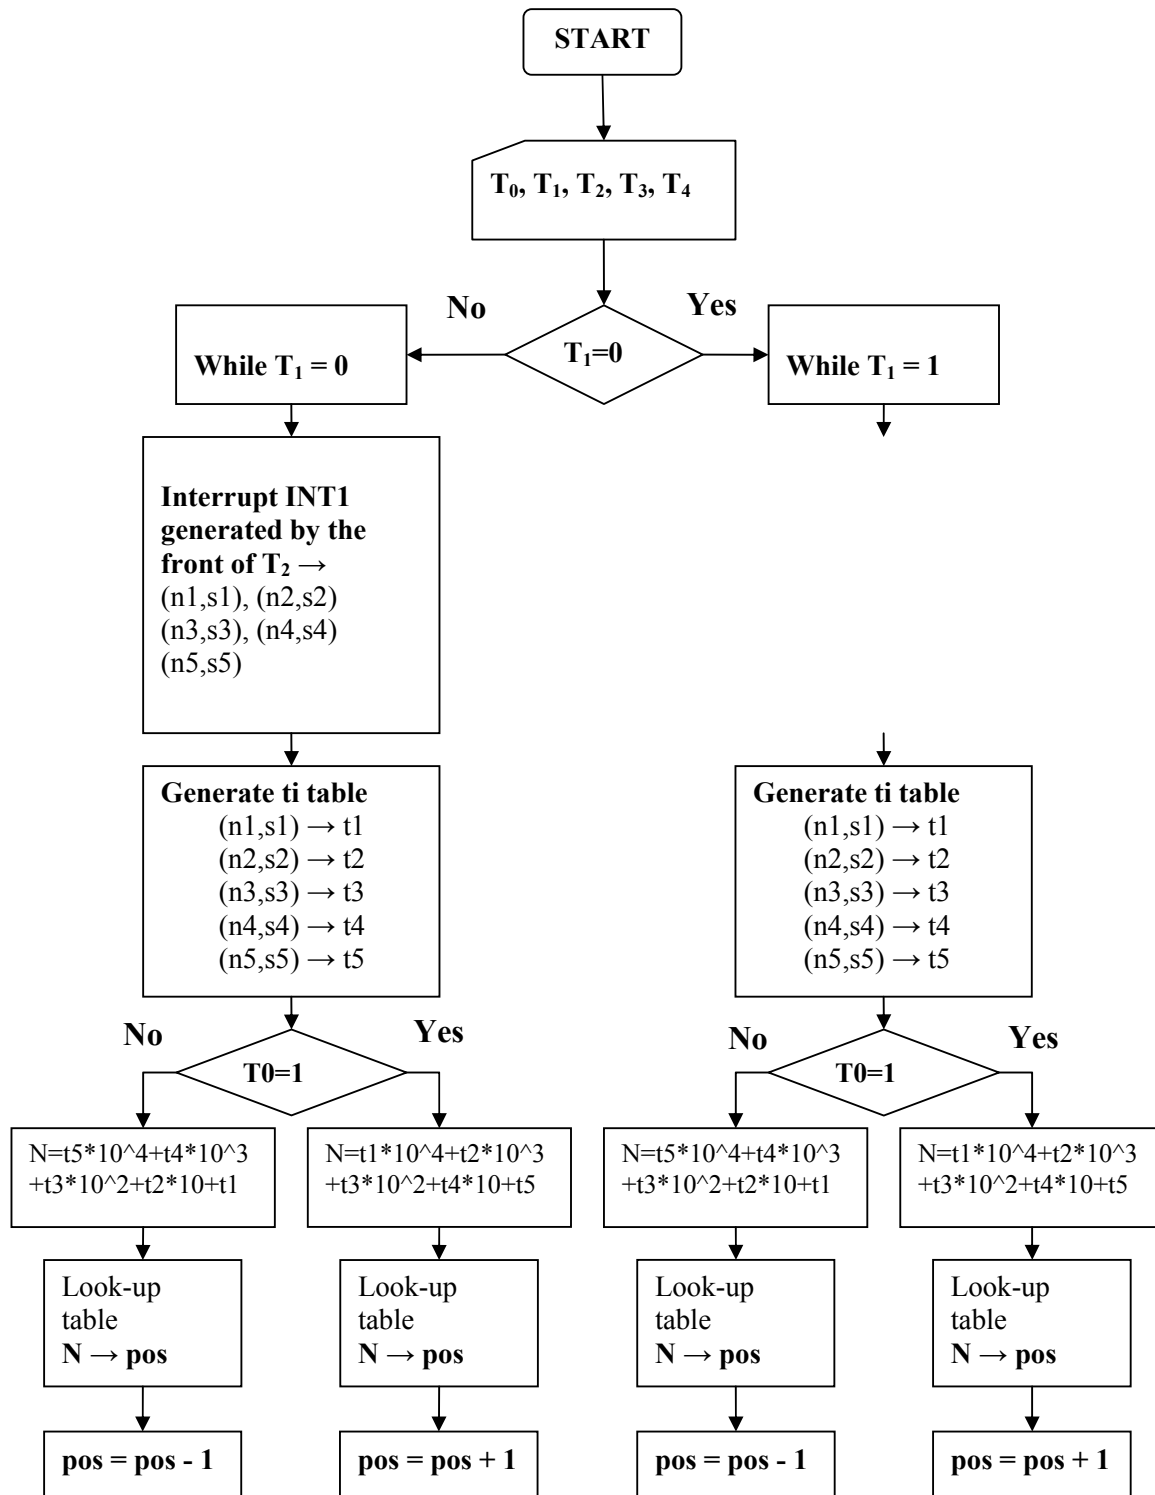 START
T₀, T₁, T₂, T₃, T₄
No
Yes
T₁=0
While T₁ = 0
While T₁ = 1
Interrupt INT1
generated by the
front of T₂ →
(n1,s1), (n2,s2)
(n3,s3), (n4,s4)
(n5,s5)
Generate ti table
(n1,s1) → t1
(n2,s2) → t2
(n3,s3) → t3
(n4,s4) → t4
(n5,s5) → t5
Generate ti table
(n1,s1) → t1
(n2,s2) → t2
(n3,s3) → t3
(n4,s4) → t4
(n5,s5) → t5
No
Yes
T0=1
No
Yes
T0=1
N=t5*10^4+t4*10^3
+t3*10^2+t2*10+t1
N=t1*10^4+t2*10^3
+t3*10^2+t4*10+t5
N=t5*10^4+t4*10^3
+t3*10^2+t2*10+t1
N=t1*10^4+t2*10^3
+t3*10^2+t4*10+t5
Look-up
table
N → pos
Look-up
table
N → pos
Look-up
table
N → pos
Look-up
table
N → pos
pos = pos - 1
pos = pos + 1
pos = pos - 1
pos = pos + 1